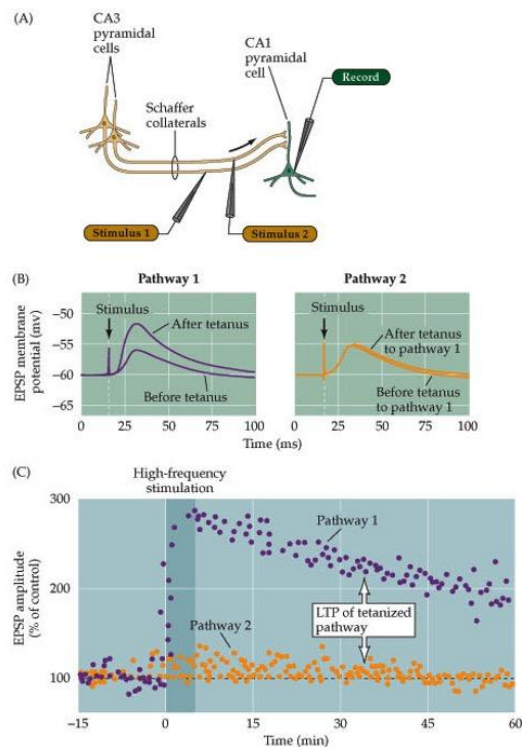 (A)
CA3
pyramidal
cells
CA1
pyramidal
cell
Record
Schaffer
collaterals
Stimulus 1
Stimulus 2
(B)
Pathway 1
Pathway 2
EPSP membrane
potential (mv)
–50
–55
–60
–65
Stimulus
After tetanus
Before tetanus
Stimulus
After tetanus
to pathway 1
Before tetanus
to pathway 1
0 25 50 75 100
0 25 50 75 100
Time (ms)
(C)
High-frequency
stimulation
EPSP amplitude
(% of control)
300
200
100
Pathway 1
LTP of tetanized
pathway
Pathway 2
–15 0 15 30 45 60
Time (min)